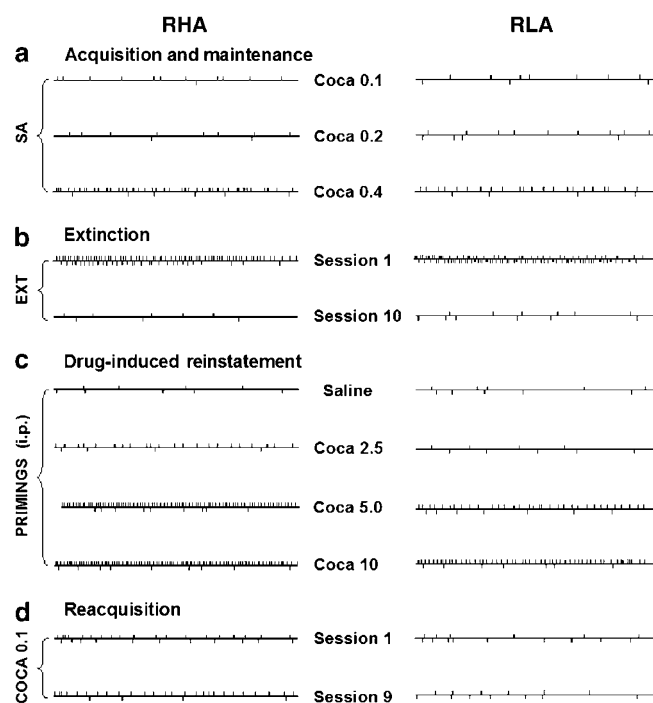 RHA RLA
a Acquisition and maintenance
SA
Coca 0.1
Coca 0.2
Coca 0.4
b Extinction
EXT
Session 1
Session 10
c Drug-induced reinstatement
PRIMINGS (i.p.)
Saline
Coca 2.5
Coca 5.0
Coca 10
d Reacquisition
COCA 0.1
Session 1
Session 9